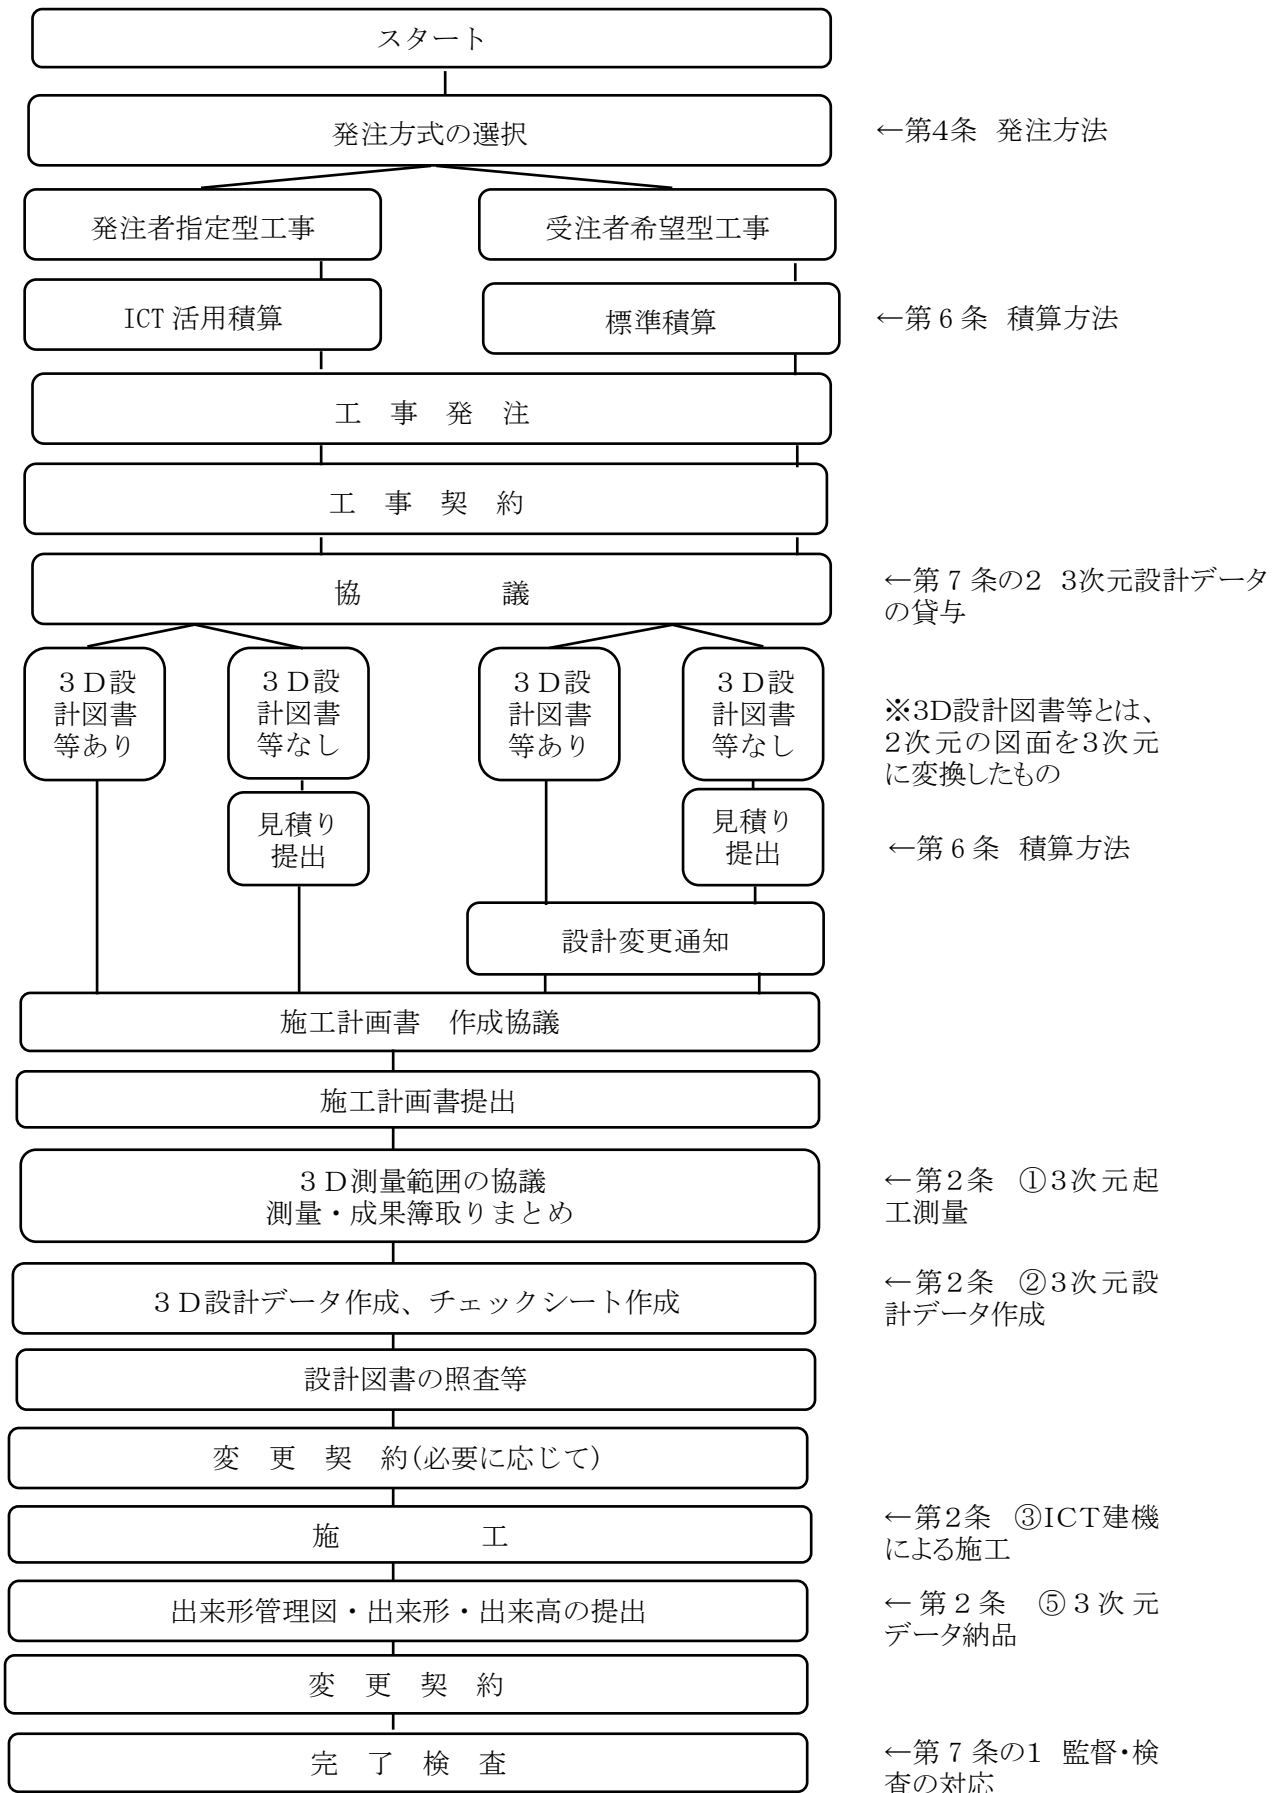 スタート
発注方式の選択
←第4条 発注方法
発注者指定型工事
受注者希望型工事
ICT 活用積算
標準積算
←第 6 条 積算方法
工 事 発 注
工 事 契 約
協 議
←第 7 条の2 3次元設計データ
の貸与
3D設
計図書
等あり
3D設
計図書
等なし
3D設
計図書
等あり
3D設
計図書
等なし
※3D設計図書等とは、
2次元の図面を3次元
に変換したもの
見積り
提出
見積り
提出
←第 6 条 積算方法
設計変更通知
施工計画書 作成協議
施工計画書提出
3D測量範囲の協議
測量・成果簿取りまとめ
←第2条 ①3次元起
工測量
3D設計データ作成、チェックシート作成
←第2条 ②3次元設
計データ作成
設計図書の照査等
変 更 契 約(必要に応じて)
施 工
←第2条 ③ICT建機
による施工
出来形管理図・出来形・出来高の提出
←第2条 ⑤3次元
データ納品
変 更 契 約
完 了 検 査
←第 7 条の1 監督・検
査の対応